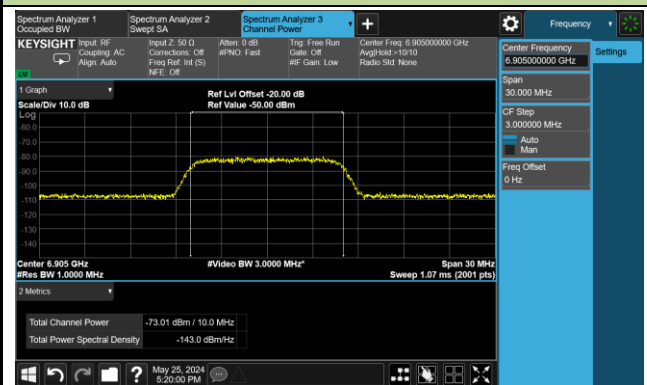 Spectrum Analyzer 1
Occupied BW
Spectrum Analyzer 2
Swept SA
Spectrum Analyzer 3
Channel Power
Frequency
KEYSIGHT
Input: RF
Coupling: AC
Align: Auto
Input Z: 50 Ω
Corrections: Off
Freq Ref: Int (S)
NFE: Off
Atten: 0 dB
#PNO: Fast
Trig: Free Run
Gate: Off
#IF Gain: Low
Center Freq: 6.905000000 GHz
Avg|Hold:>10/10
Radio Std: None
Center Frequency
6.905000000 GHz
Settings
Span
30.000 MHz
CF Step
3.000000 MHz
Auto
Man
Freq Offset
0 Hz
1 Graph
Scale/Div 10.0 dB
Ref Lvl Offset -20.00 dB
Ref Value -50.00 dBm
Log
-60.0
-70.0
-80.0
-90.0
-100
-110
-120
-130
-140
Center 6.905 GHz
#Video BW 3.0000 MHz*
Span 30 MHz
#Res BW 1.0000 MHz
Sweep 1.07 ms (2001 pts)
2 Metrics
Total Channel Power -73.01 dBm / 10.0 MHz
Total Power Spectral Density -143.0 dBm/Hz
May 25, 2024
5:20:00 PM